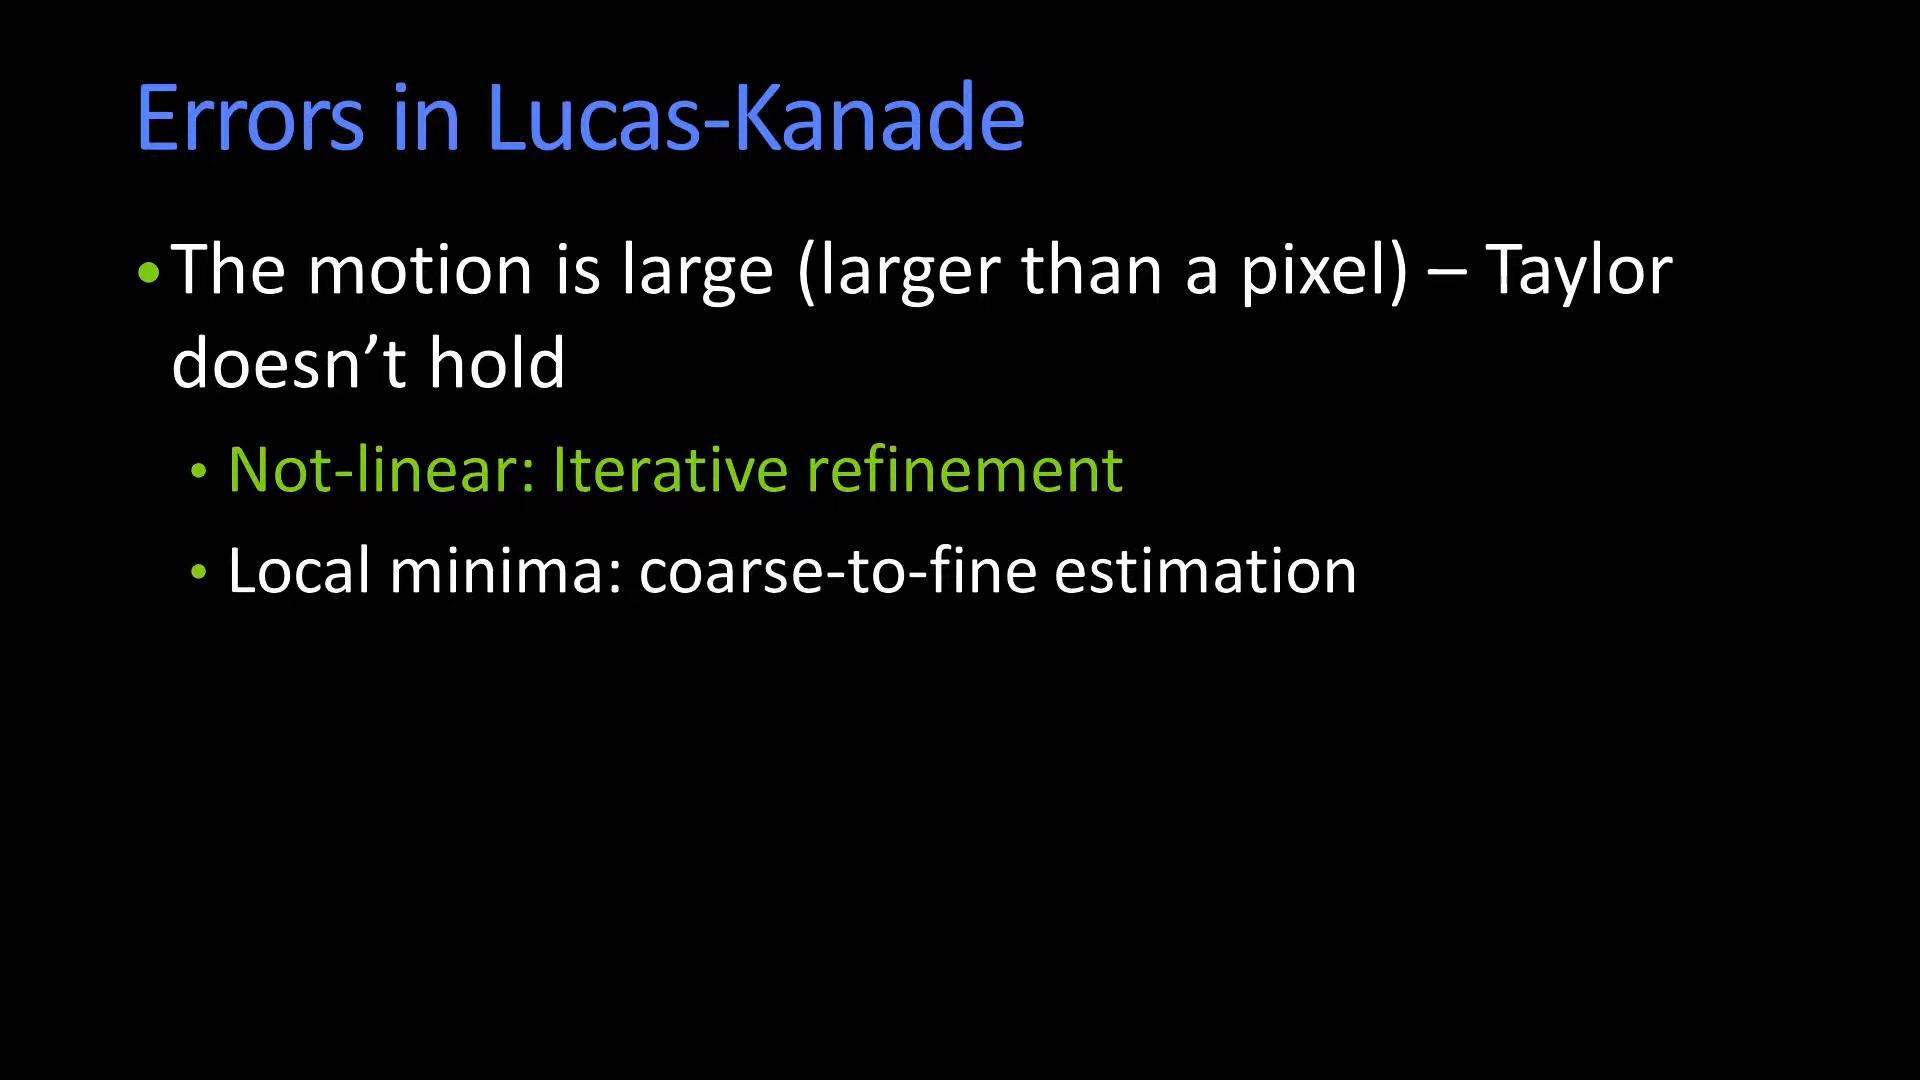 Errors in Lucas-Kanade
• The motion is large (larger than a pixel) – Taylor
doesn’t hold
• Not-linear: Iterative refinement
• Local minima: coarse-to-fine estimation